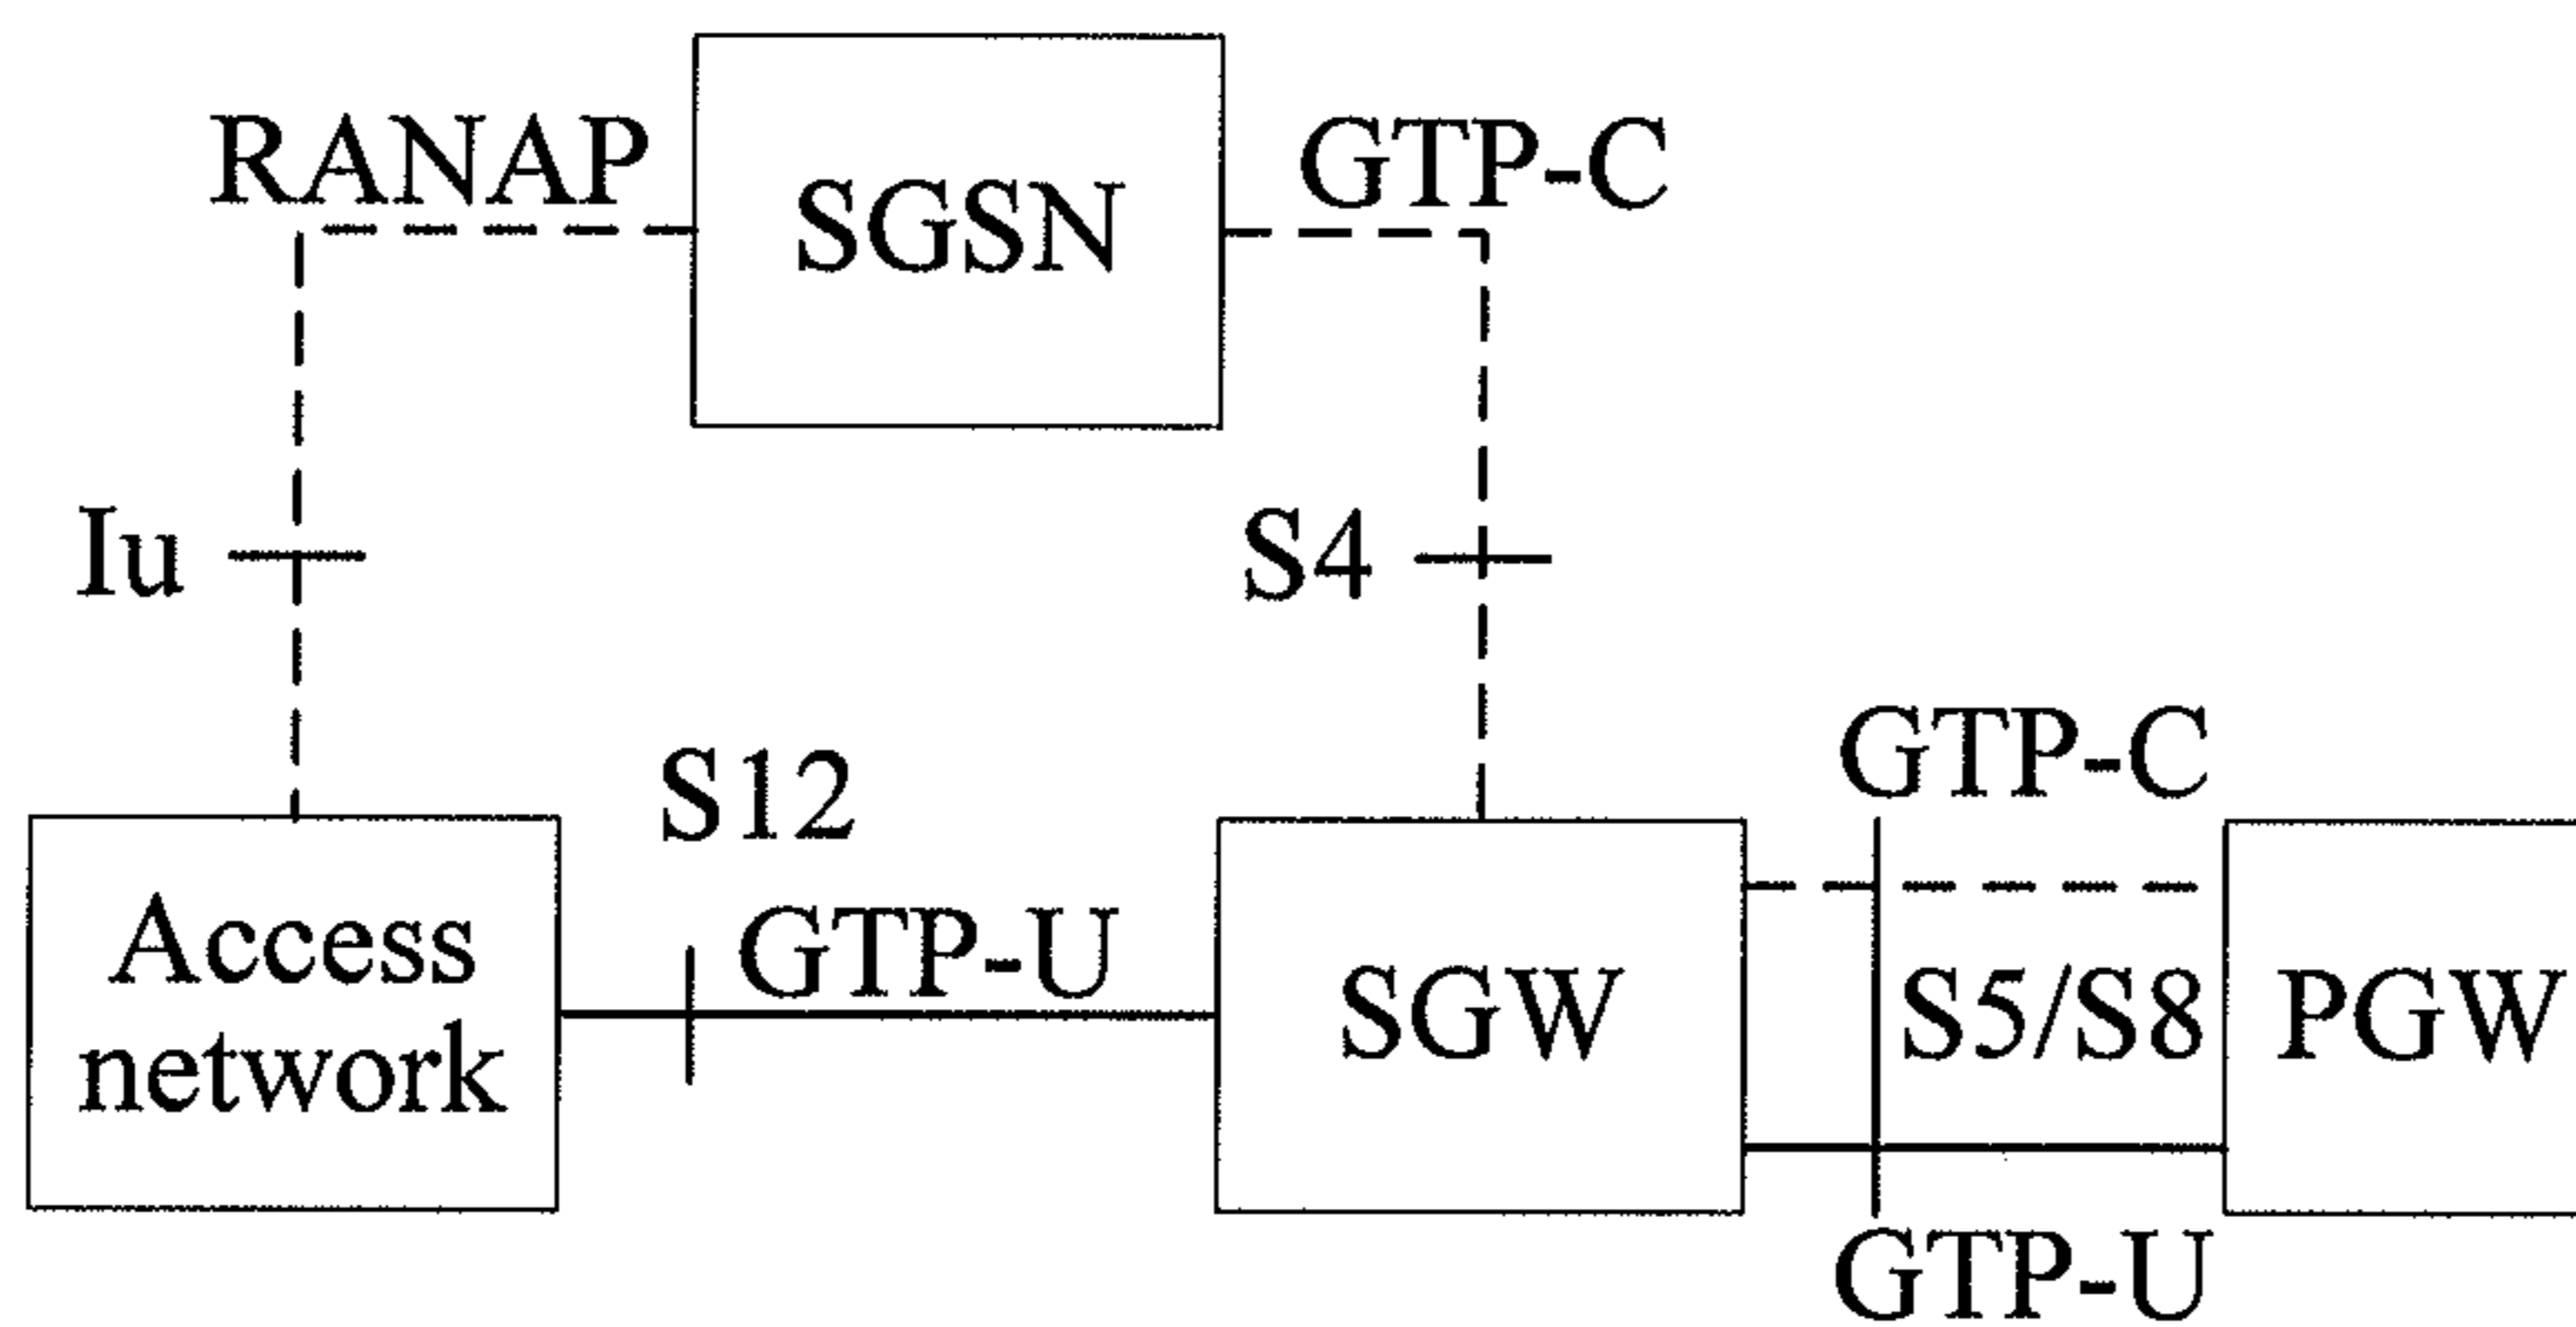 RANAP
SGSN
GTP-C
Iu
S4
S12
GTP-C
Access
network
GTP-U
SGW
S5/S8
PGW
GTP-U